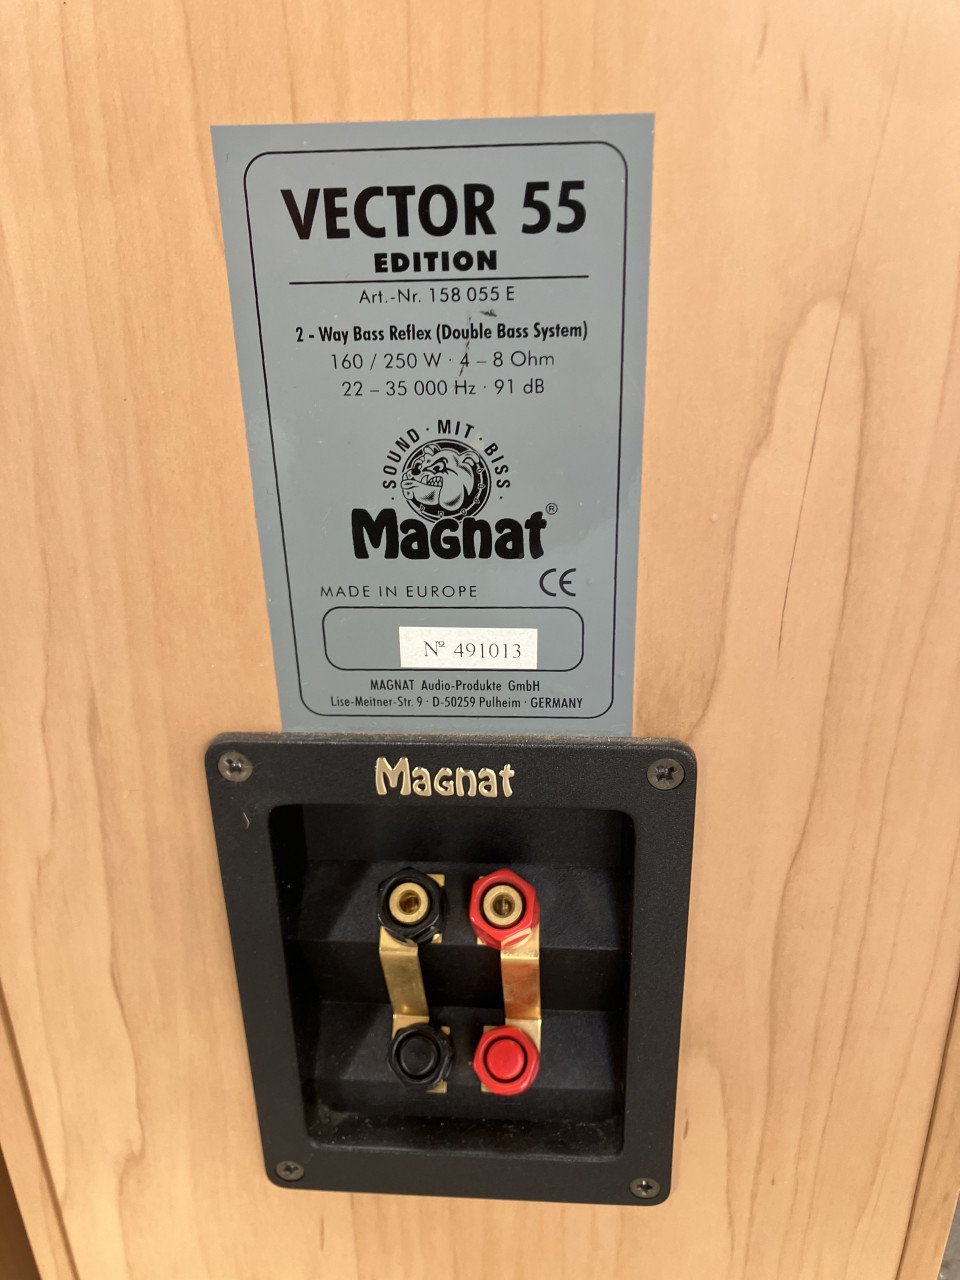 VECTOR 55
EDITION
Art.-Nr. 158 055 E
2 - Way Bass Reflex (Double Bass System)
160 / 250 W · 4 – 8 Ohm
22 – 35 000 Hz · 91 dB
· SOUND · MIT · BISS ·
Magnat®
MADE IN EUROPE CE
Nº 491013
MAGNAT Audio-Produkte GmbH
Lise-Meitner-Str. 9 · D-50259 Pulheim · GERMANY
Magnat